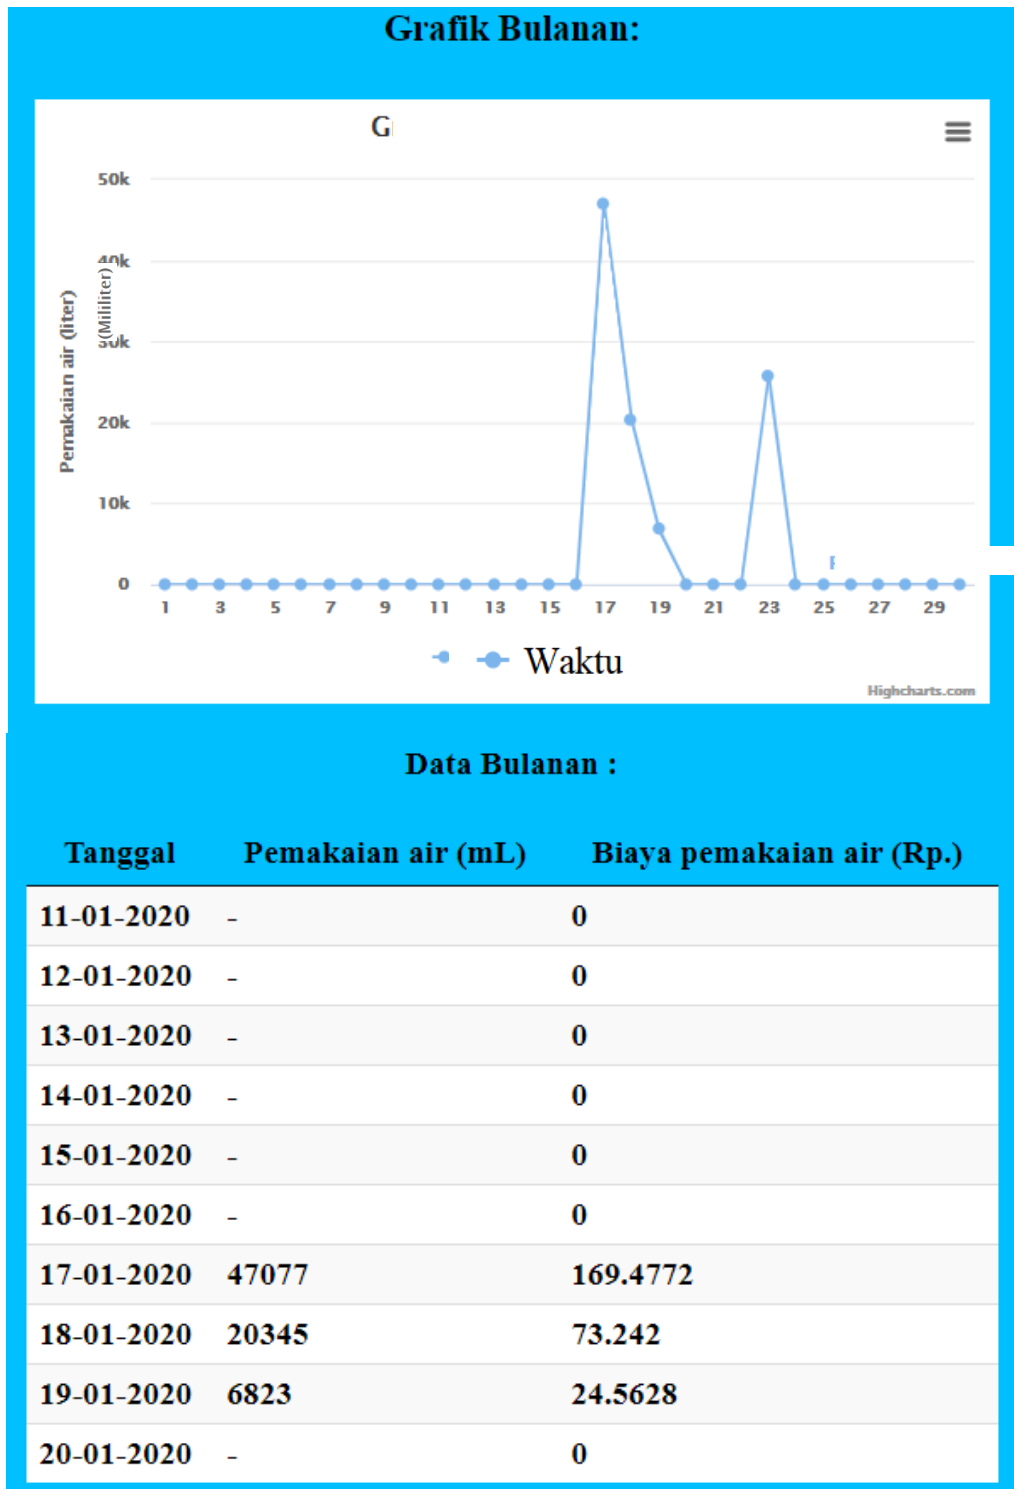 Grafik Bulanan:
G
50k
40k
30k
20k
10k
0
Pemakaian air (liter)
(Mililiter)
1 3 5 7 9 11 13 15 17 19 21 23 25 27 29
Waktu
Highcharts.com
Data Bulanan :
Tanggal Pemakaian air (mL) Biaya pemakaian air (Rp.)
11-01-2020 - 0
12-01-2020 - 0
13-01-2020 - 0
14-01-2020 - 0
15-01-2020 - 0
16-01-2020 - 0
17-01-2020 47077 169.4772
18-01-2020 20345 73.242
19-01-2020 6823 24.5628
20-01-2020 - 0